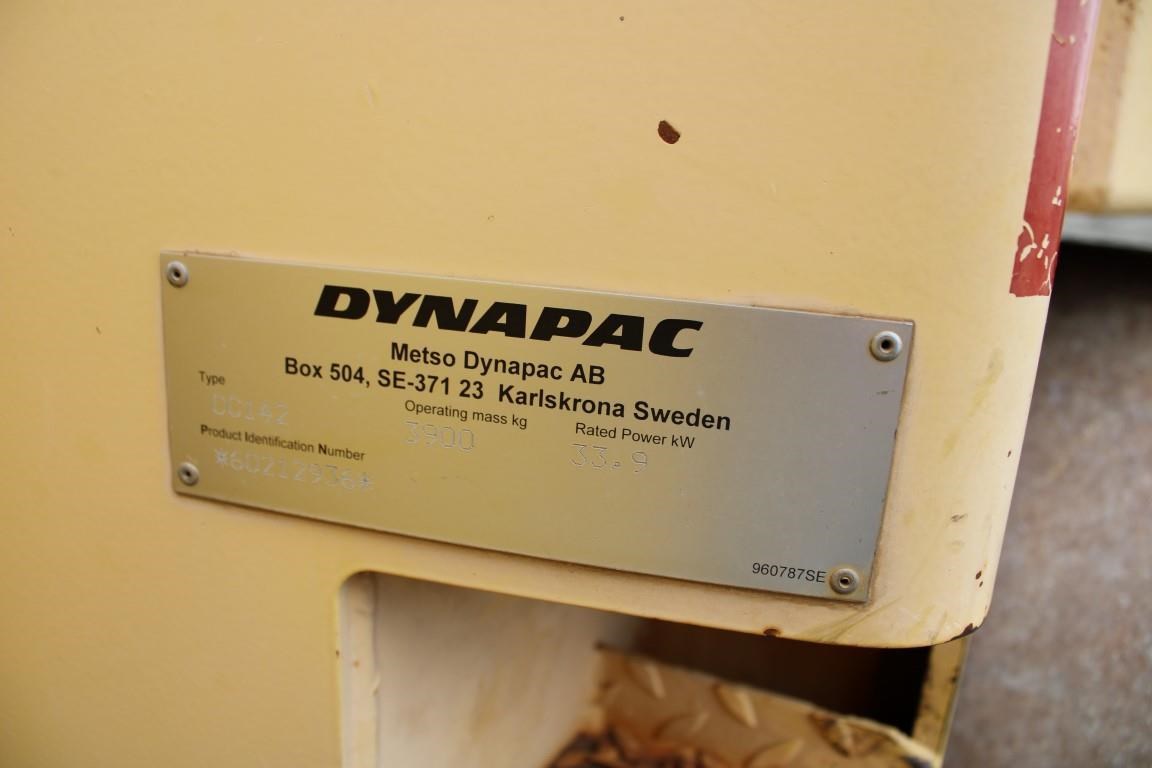 DYNAPAC
Metso Dynapac AB
Box 504, SE-371 23 Karlskrona Sweden
Type Operating mass kg Rated Power kW
CC142 3900 33.9
Product Identification Number
*60212936*
960787SE